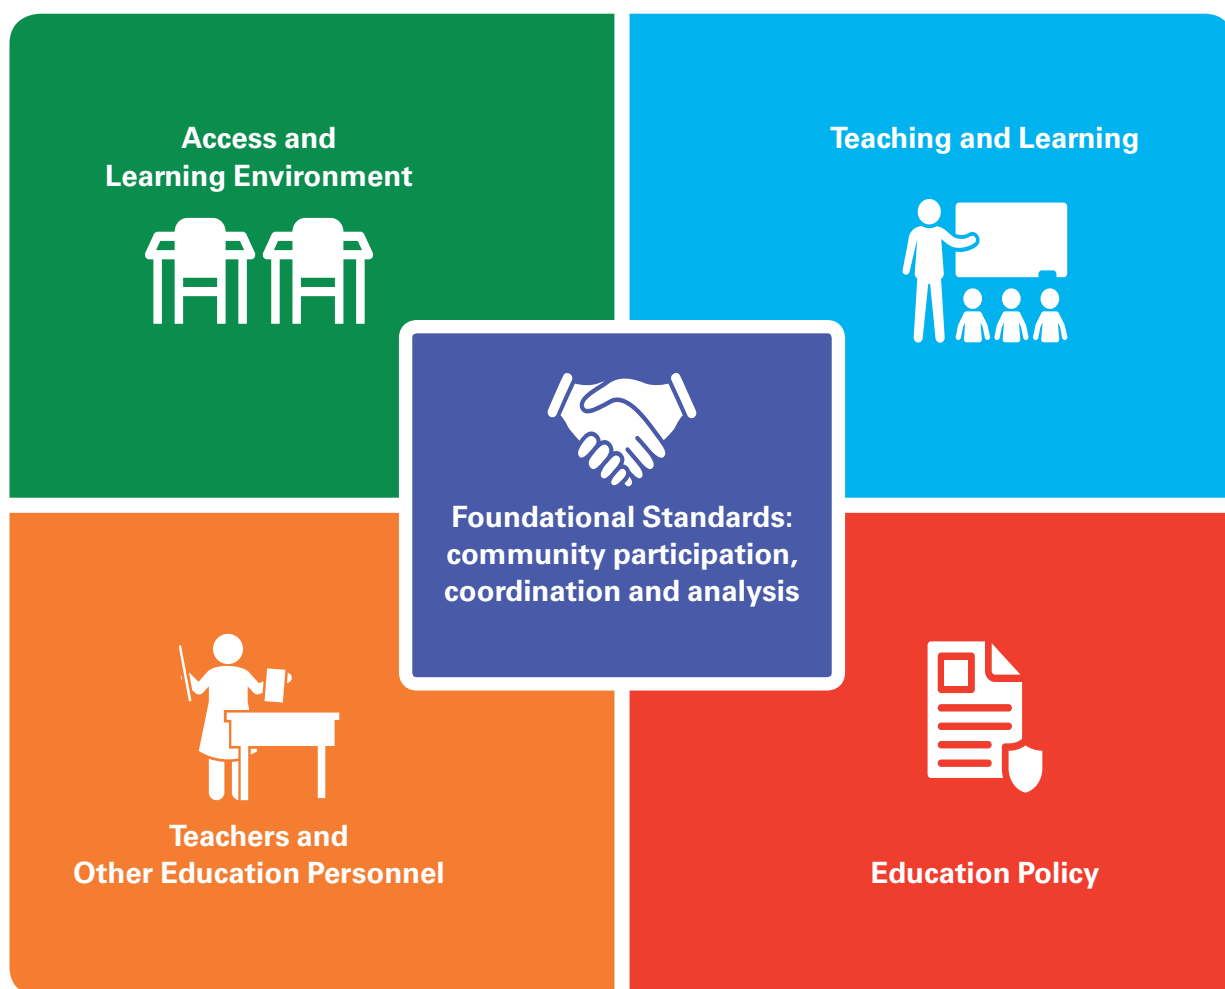 Access and
Learning Environment
Teaching and Learning
Foundational Standards:
community participation,
coordination and analysis
Teachers and
Other Education Personnel
Education Policy